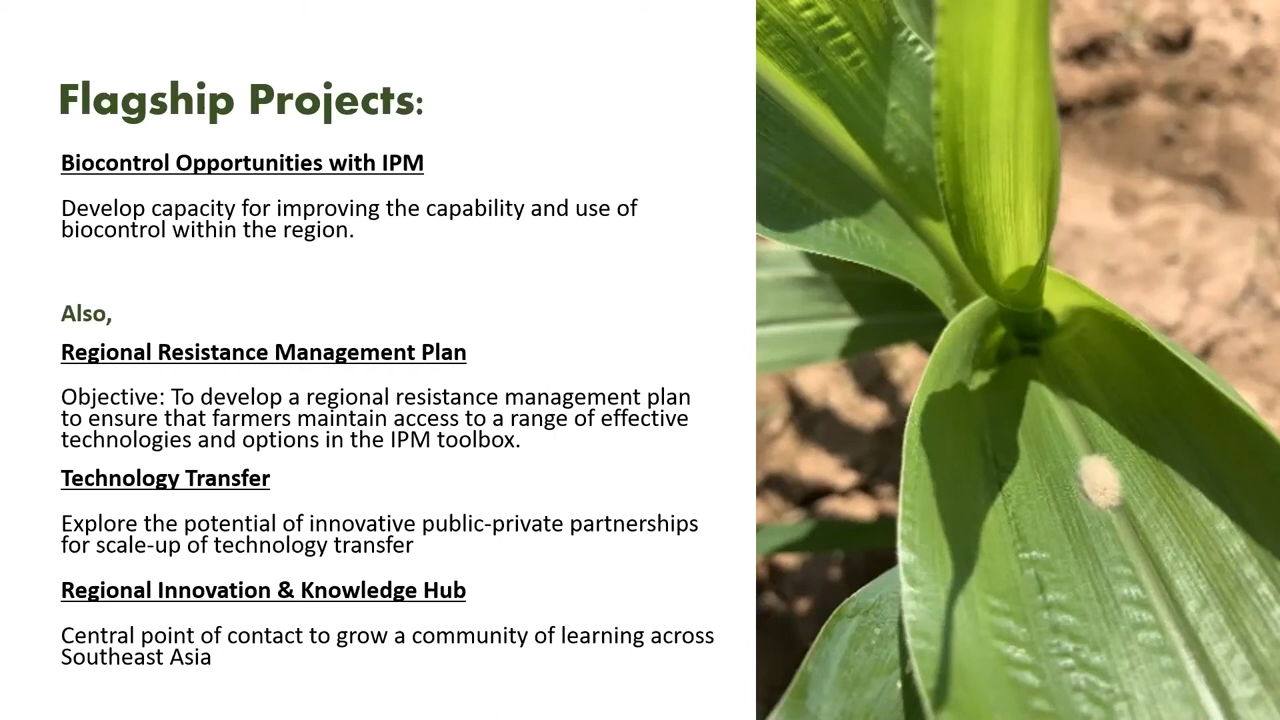 Flagship Projects:
Biocontrol Opportunities with IPM
Develop capacity for improving the capability and use of
biocontrol within the region.
Also,
Regional Resistance Management Plan
Objective: To develop a regional resistance management plan
to ensure that farmers maintain access to a range of effective
technologies and options in the IPM toolbox.
Technology Transfer
Explore the potential of innovative public-private partnerships
for scale-up of technology transfer
Regional Innovation & Knowledge Hub
Central point of contact to grow a community of learning across
Southeast Asia